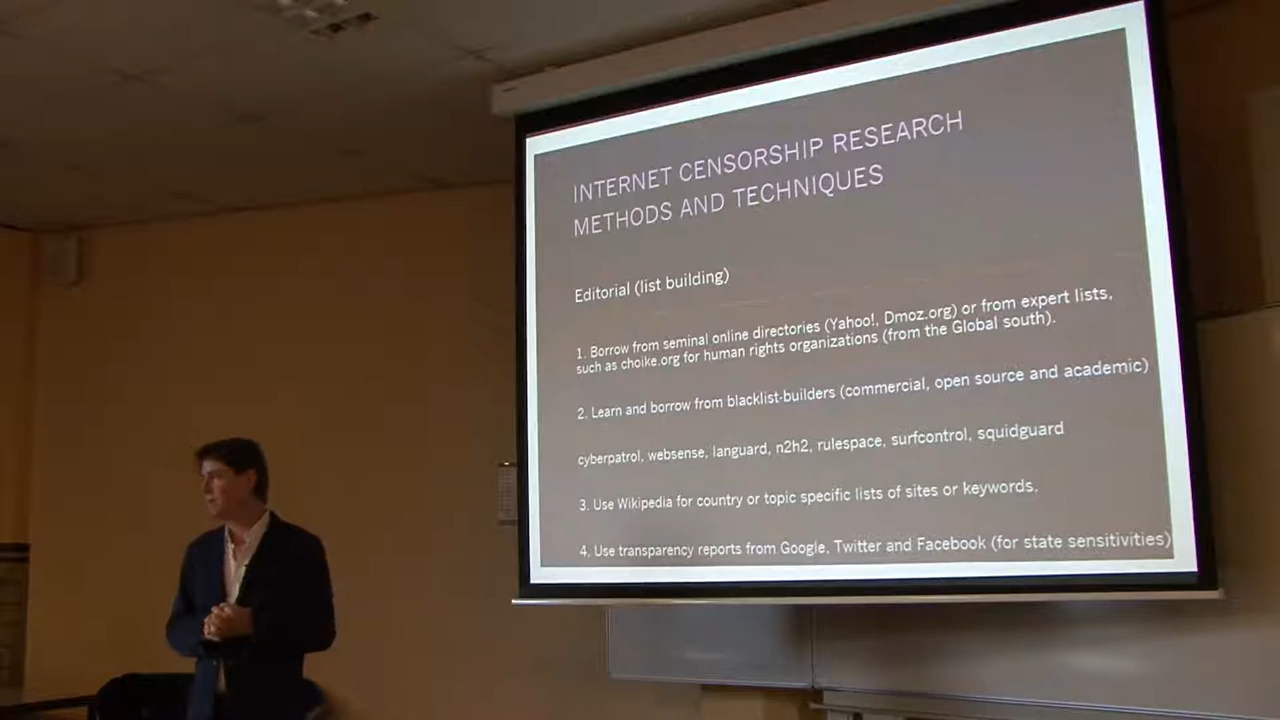 INTERNET CENSORSHIP RESEARCH
METHODS AND TECHNIQUES
Editorial (list building)
1. Borrow from seminal online directories (Yahoo!, Dmoz.org) or from expert lists,
such as choike.org for human rights organizations (from the Global south).
2. Learn and borrow from blacklist-builders (commercial, open source and academic)
cyberpatrol, websense, languard, n2h2, rulespace, surfcontrol, squidguard
3. Use Wikipedia for country or topic specific lists of sites or keywords.
4. Use transparency reports from Google, Twitter and Facebook (for state sensitivities)